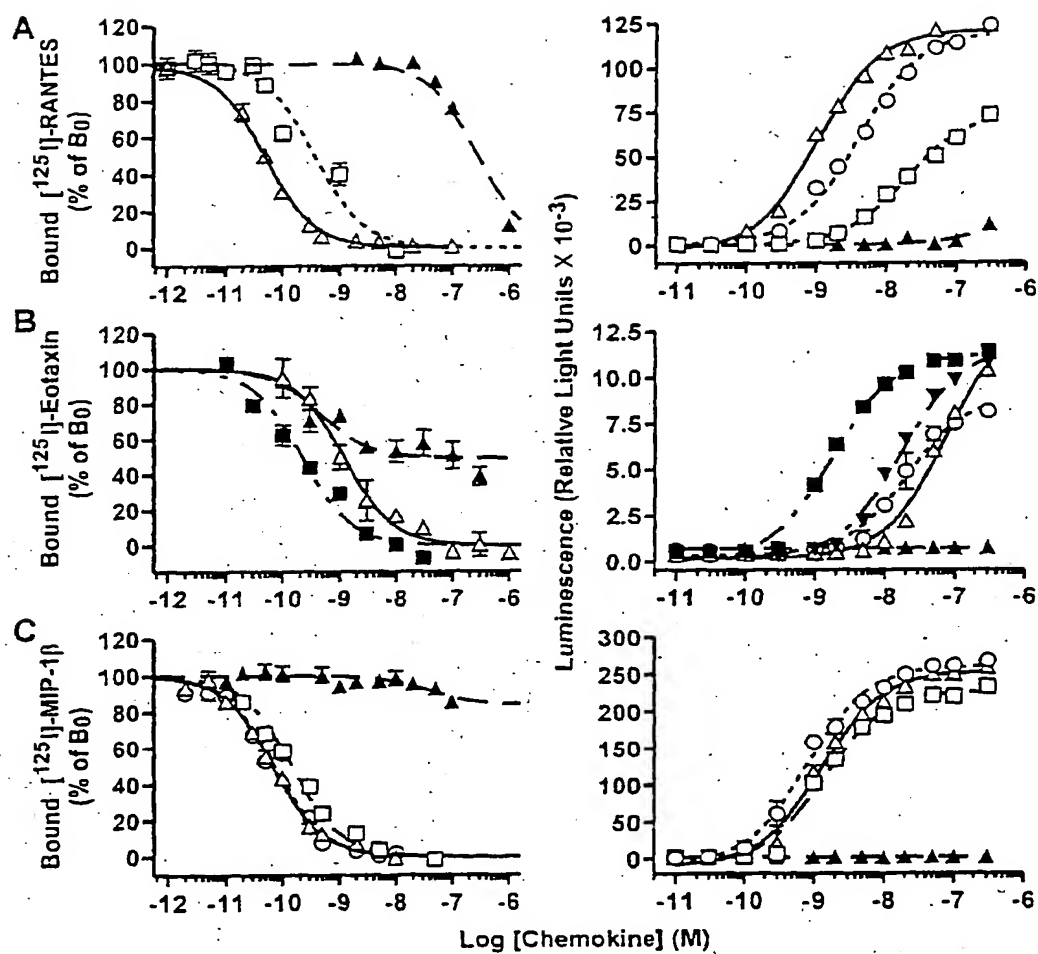 A
Bound [125I]-RANTES
(% of B0)
120
100
80
60
40
20
0
-12 -11 -10 -9 -8 -7 -6
125
100
75
50
25
0
-11 -10 -9 -8 -7 -6
B
Bound [125I]-Eotaxin
(% of B0)
120
100
80
60
40
20
0
-12 -11 -10 -9 -8 -7 -6
Luminescence (Relative Light Units X 10-3)
12.5
10.0
7.5
5.0
2.5
0.0
-11 -10 -9 -8 -7 -6
C
Bound [125I]-MIP-1β
(% of B0)
120
100
80
60
40
20
0
-12 -11 -10 -9 -8 -7 -6
300
250
200
150
100
50
0
-11 -10 -9 -8 -7 -6
Log [Chemokine] (M)